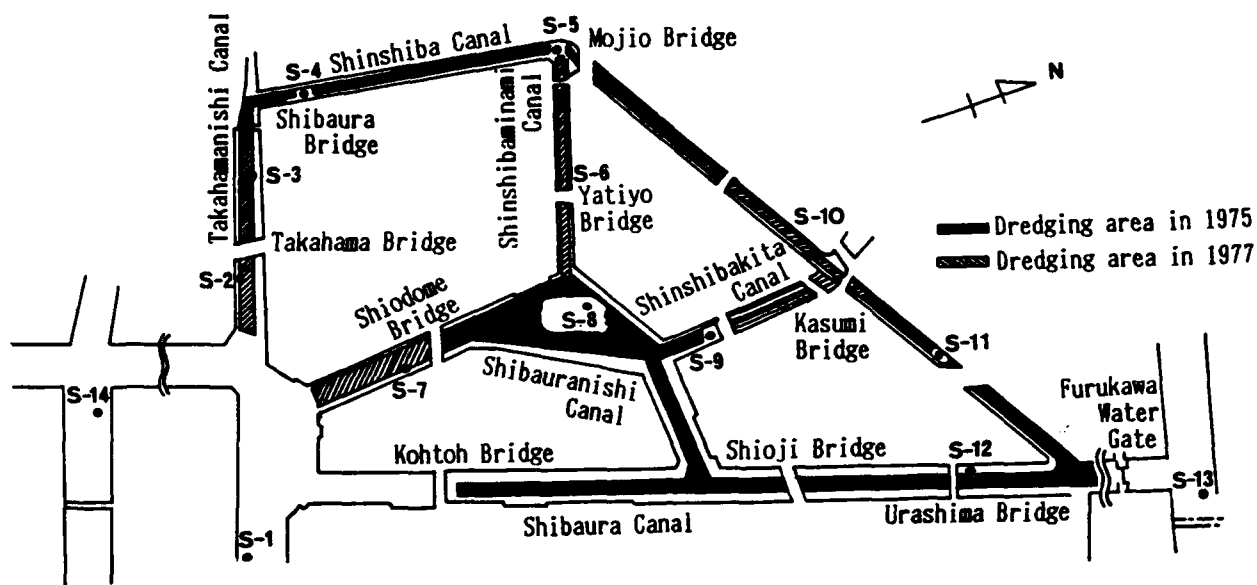 S-5
Mojio Bridge
Shinshiba Canal
S-4
Takahamanishi Canal
N
Shibaura
Bridge
Shinshibaminami
Canal
S-3
S-6
Yatiyo
Bridge
S-10
Dredging area in 1975
Takahama Bridge
Dredging area in 1977
S-2
Shinshibakita
Canal
Shiodome
Bridge
S-8
Kasumi
Bridge
S-9
S-11
S-7
Shibauranishi
Canal
S-14
Furukawa
Water
Gate
Kohtoh Bridge
Shioji Bridge
S-12
S-13
Urashima Bridge
Shibaura Canal
S-1